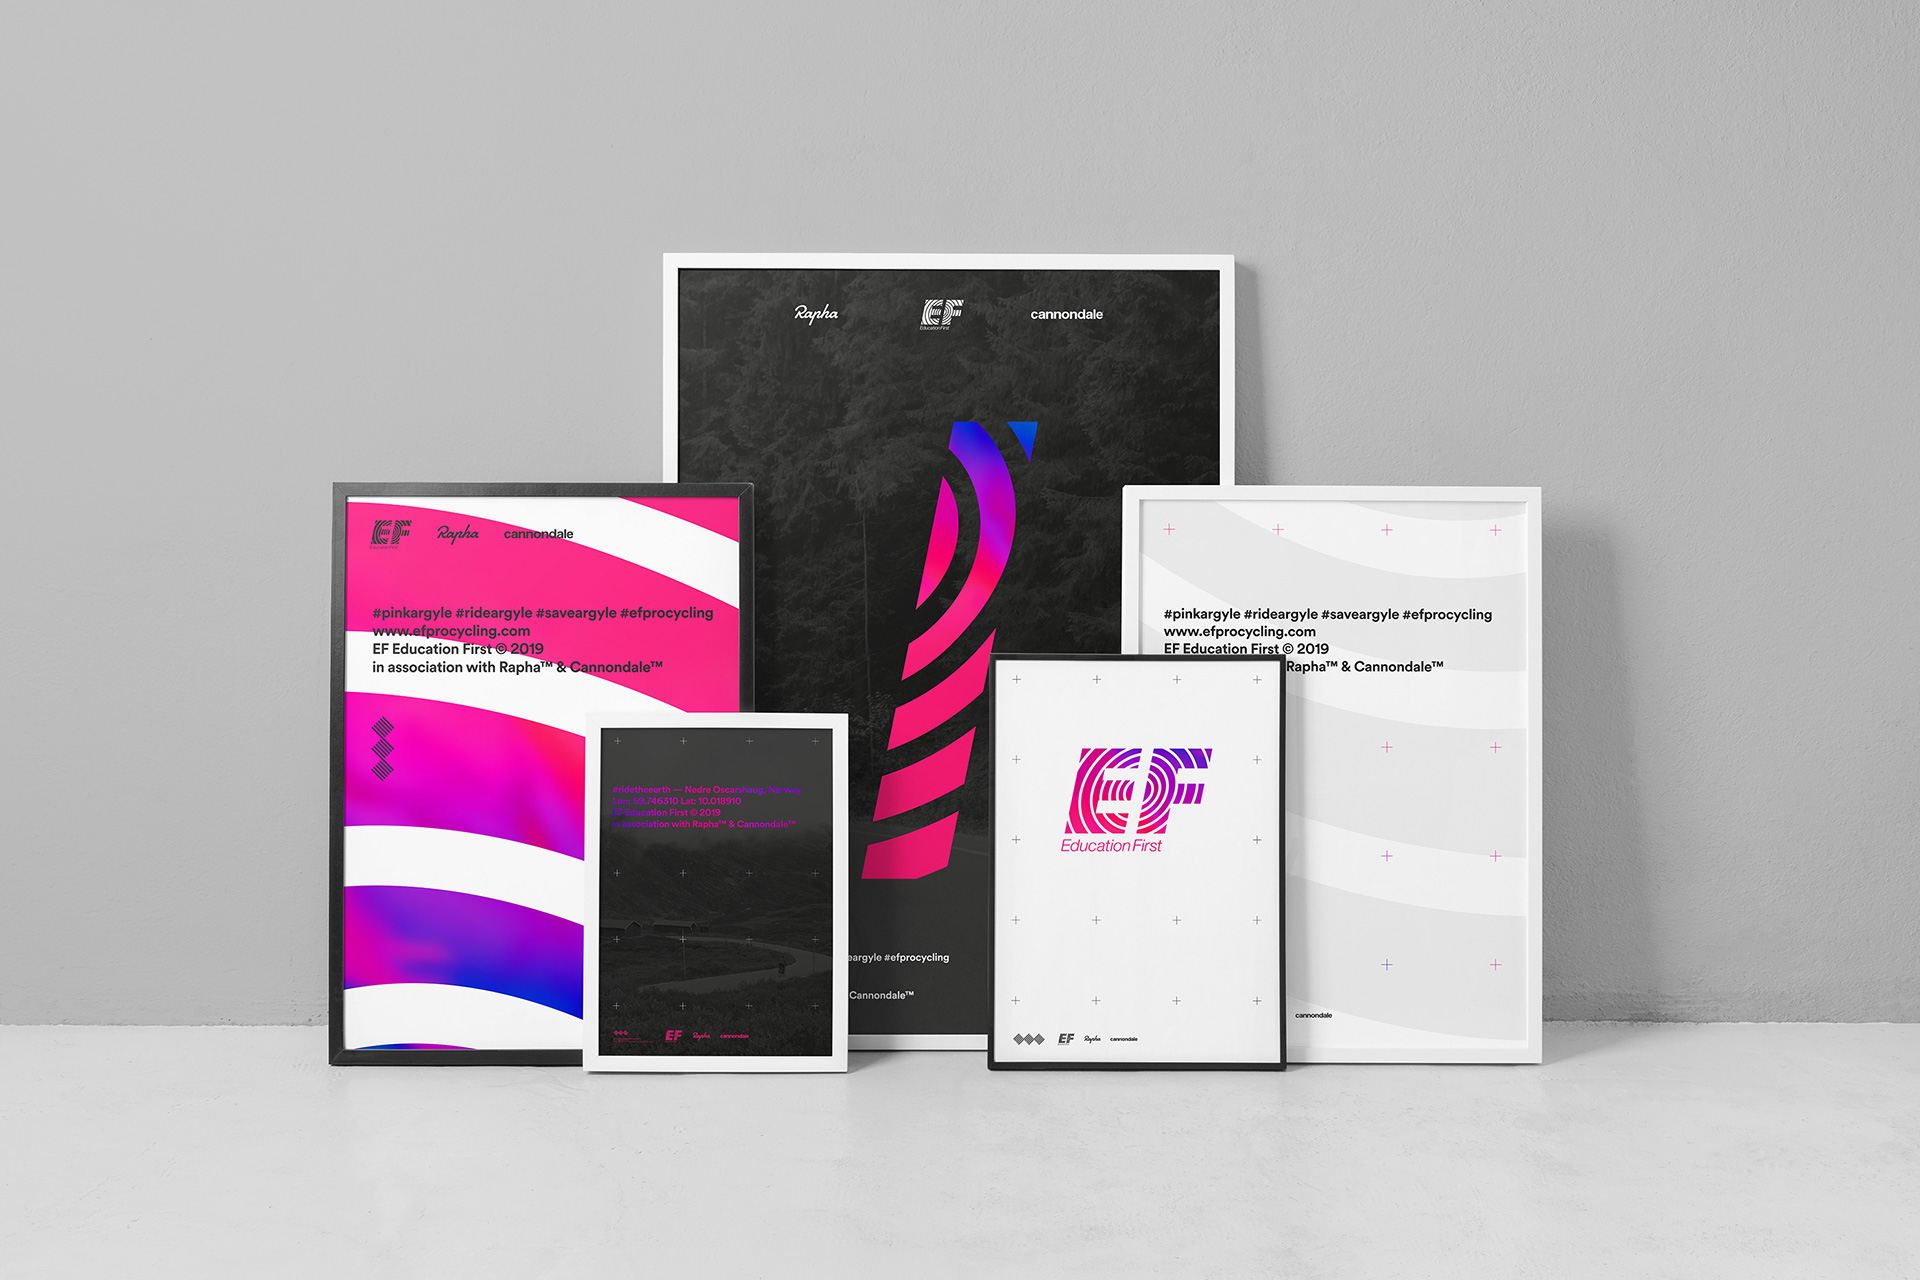 Rapha
EF
Education First
cannondale
eargyle #efprocycling
Cannondale™
EF
Education First
Rapha
cannondale
#pinkargyle #rideargyle #saveargyle #efprocycling
www.efprocycling.com
EF Education First © 2019
in association with Rapha™ & Cannondale™
#ridetheearth — Nedre Oscarshaug, Norway
Lon: 59.746310 Lat: 10.018910
EF Education First © 2019
in association with Rapha™ & Cannondale™
EF
Rapha
cannondale
EF
Education First
EF
Rapha
cannondale
#pinkargyle #rideargyle #saveargyle #efprocycling
www.efprocycling.com
EF Education First © 2019
Rapha™ & Cannondale™
cannondale